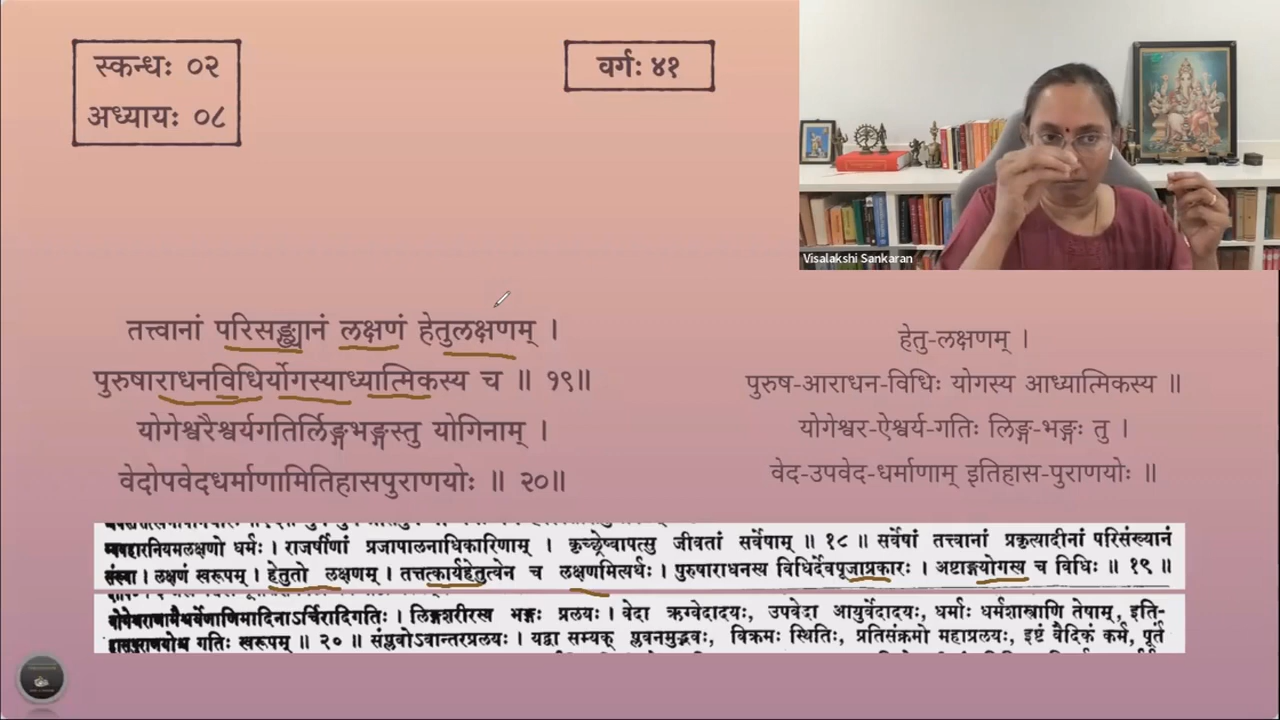 स्कन्धः ०२
अध्यायः ०८
वर्गः ४१
Visalakshi Sankaran
तत्त्वानां परिसङ्ख्यानं लक्षणं हेतुलक्षणम् ।
पुरुषाराधनविधिर्योगस्याध्यात्मिकस्य च ॥ १९॥
योगेश्वरैश्वर्यगतिर्लिङ्गभङ्गस्तु योगिनाम् ।
वेदोपवेदधर्माणामितिहासपुराणयोः ॥ २०॥
हेतु-लक्षणम् ।
पुरुष-आराधन-विधिः योगस्य आध्यात्मिकस्य ॥
योगेश्वर-ऐश्वर्य-गतिः लिङ्ग-भङ्गः तु ।
वेद-उपवेद-धर्माणाम् इतिहास-पुराणयोः ॥
व्यवहारनियमलक्षणो धर्मः । राजर्षीणां प्रजापालनाधिकारिणाम् । कृच्छ्रेष्वापत्सु जीवतां सर्वेषाम् ॥ १८ ॥ सर्वेषां तत्त्वानां प्रकृत्यादीनां परिसंख्यानं
संख्या । लक्षणं स्वरूपम् । हेतुतो लक्षणम् । तत्तत्कार्यहेतुत्वेन च लक्षणमित्यर्थः । पुरुषाराधनस्य विधिर्देवपूजाप्रकारः । अष्टाङ्गयोगस्य च विधिः ॥ १९ ॥
योगेश्वराणामैश्वर्येणाणिमादिनाऽर्चिरादिगतिः । लिङ्गशरीरस्य भङ्गः प्रलयः । वेदा ऋग्वेदादयः, उपवेदा आयुर्वेदादयः, धर्माः धर्मशास्त्राणि तेषाम्, इति-
हासपुराणयोश्च गतिः स्वरूपम् ॥ २० ॥ संप्लवोऽवान्तरप्रलयः । यद्वा सम्यक् प्लवनमुद्भवः, विक्रमः स्थितिः, प्रतिसंक्रमो महाप्रलयः, इष्टं वैदिकं कर्म, पूर्तं